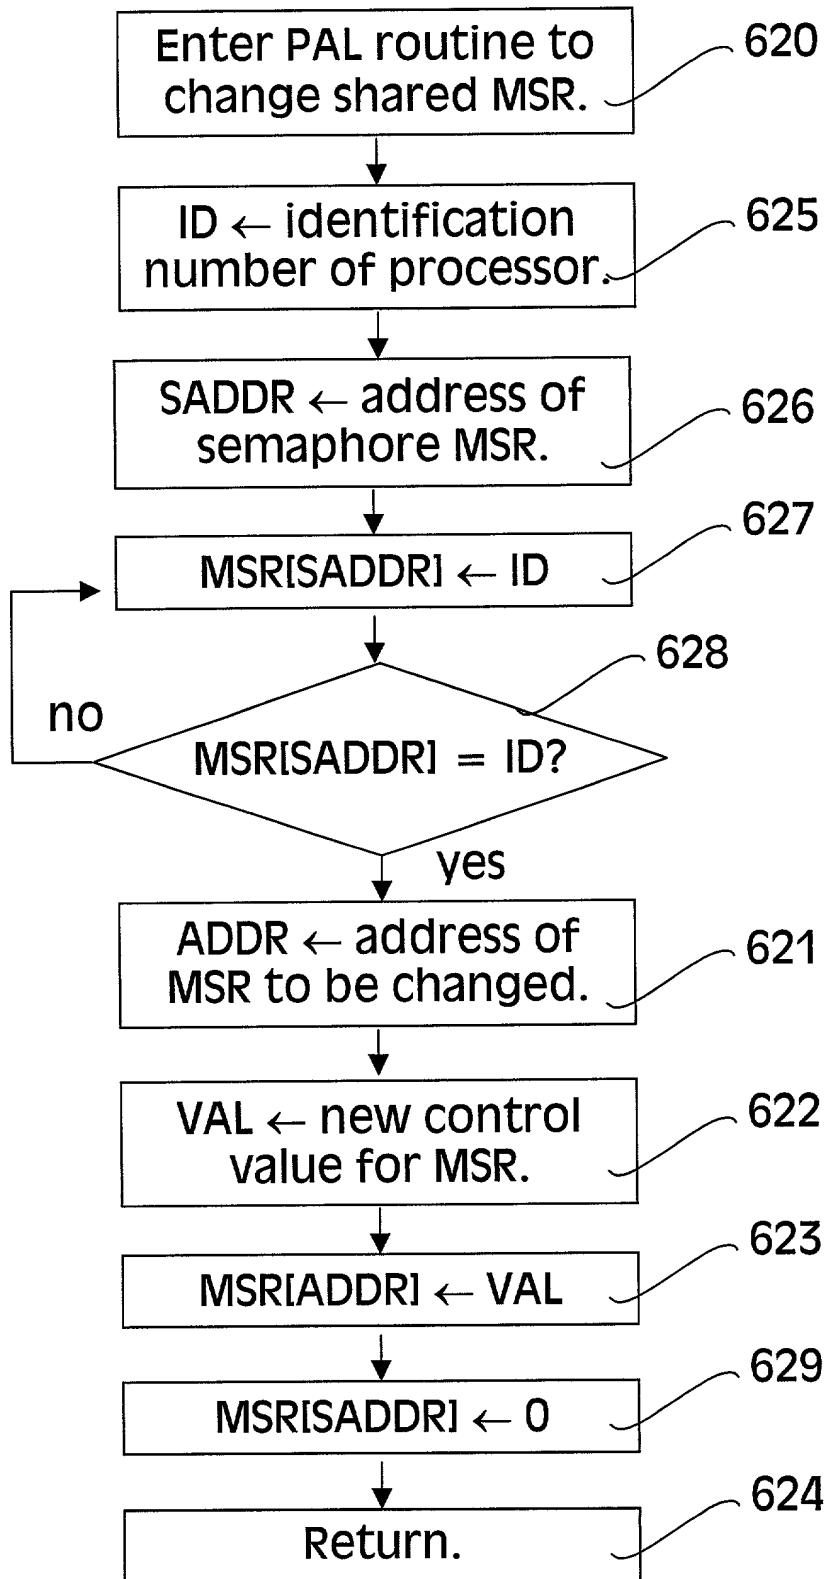 Enter PAL routine to
change shared MSR.
620
ID ← identification
number of processor.
625
SADDR ← address of
semaphore MSR.
626
627
MSR[SADDR] ← ID
628
no
MSR[SADDR] = ID?
yes
ADDR ← address of
MSR to be changed.
621
VAL ← new control
value for MSR.
622
623
MSR[ADDR] ← VAL
629
MSR[SADDR] ← 0
624
Return.